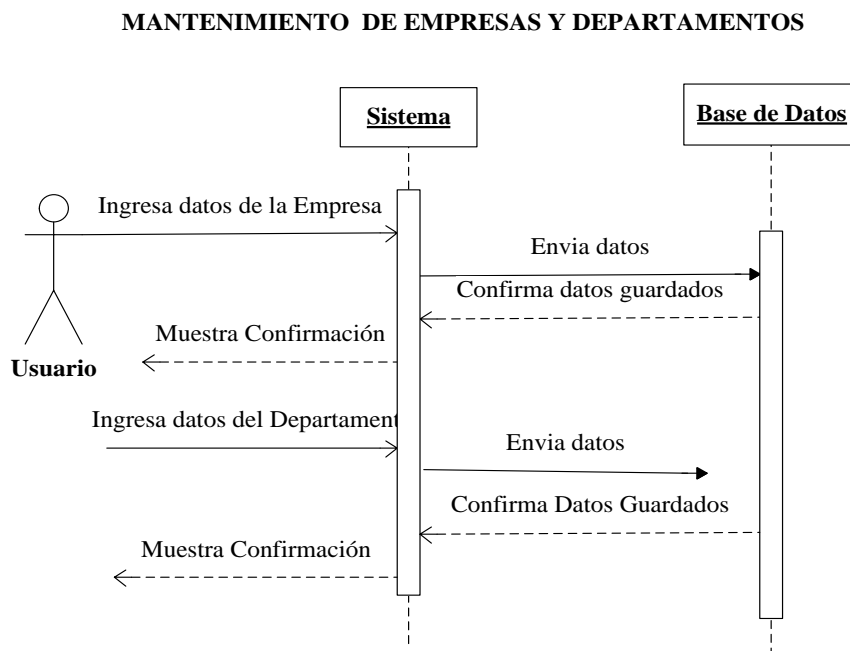 MANTENIMIENTO DE EMPRESAS Y DEPARTAMENTOS
Sistema
Base de Datos
Ingresa datos de la Empresa
Envia datos
Confirma datos guardados
Muestra Confirmación
Usuario
Ingresa datos del Departament
Envia datos
Confirma Datos Guardados
Muestra Confirmación